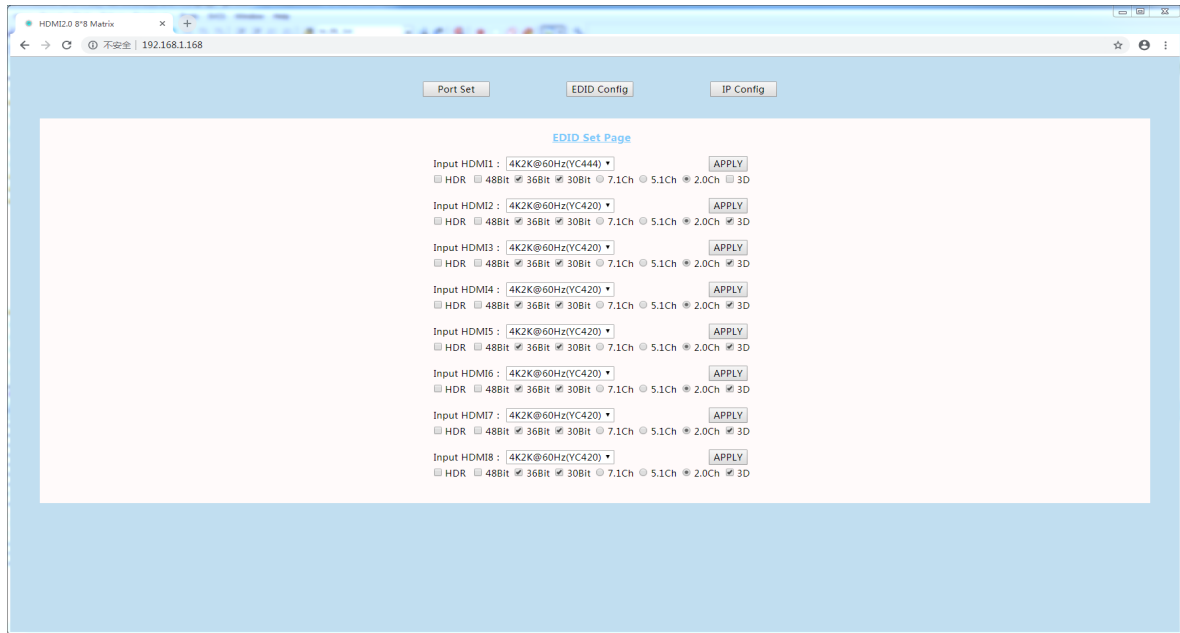 HDMI2.0 8*8 Matrix
不安全 | 192.168.1.168
Port Set EDID Config IP Config
EDID Set Page
Input HDMI1 : 4K2K@60Hz(YC444) APPLY
HDR 48Bit 36Bit 30Bit 7.1Ch 5.1Ch 2.0Ch 3D
Input HDMI2 : 4K2K@60Hz(YC420) APPLY
HDR 48Bit 36Bit 30Bit 7.1Ch 5.1Ch 2.0Ch 3D
Input HDMI3 : 4K2K@60Hz(YC420) APPLY
HDR 48Bit 36Bit 30Bit 7.1Ch 5.1Ch 2.0Ch 3D
Input HDMI4 : 4K2K@60Hz(YC420) APPLY
HDR 48Bit 36Bit 30Bit 7.1Ch 5.1Ch 2.0Ch 3D
Input HDMI5 : 4K2K@60Hz(YC420) APPLY
HDR 48Bit 36Bit 30Bit 7.1Ch 5.1Ch 2.0Ch 3D
Input HDMI6 : 4K2K@60Hz(YC420) APPLY
HDR 48Bit 36Bit 30Bit 7.1Ch 5.1Ch 2.0Ch 3D
Input HDMI7 : 4K2K@60Hz(YC420) APPLY
HDR 48Bit 36Bit 30Bit 7.1Ch 5.1Ch 2.0Ch 3D
Input HDMI8 : 4K2K@60Hz(YC420) APPLY
HDR 48Bit 36Bit 30Bit 7.1Ch 5.1Ch 2.0Ch 3D